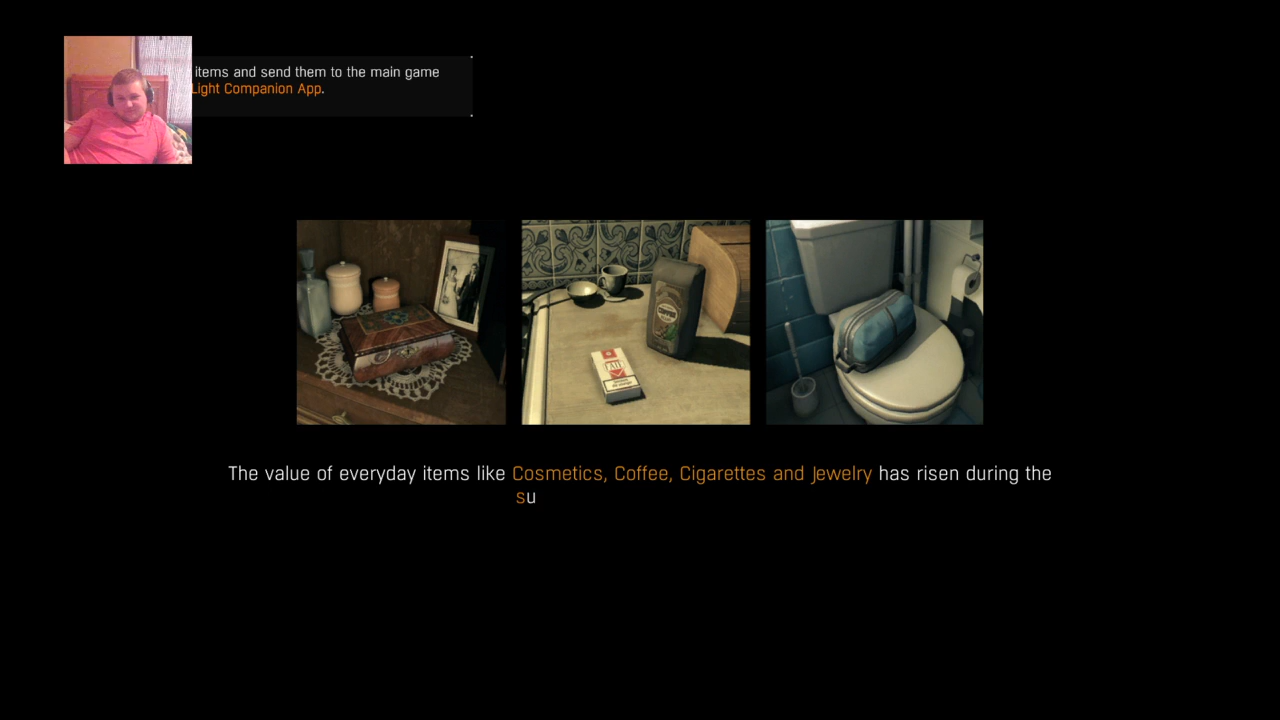 items and send them to the main game
Light Companion App.
The value of everyday items like Cosmetics, Coffee, Cigarettes and Jewelry has risen during the
su